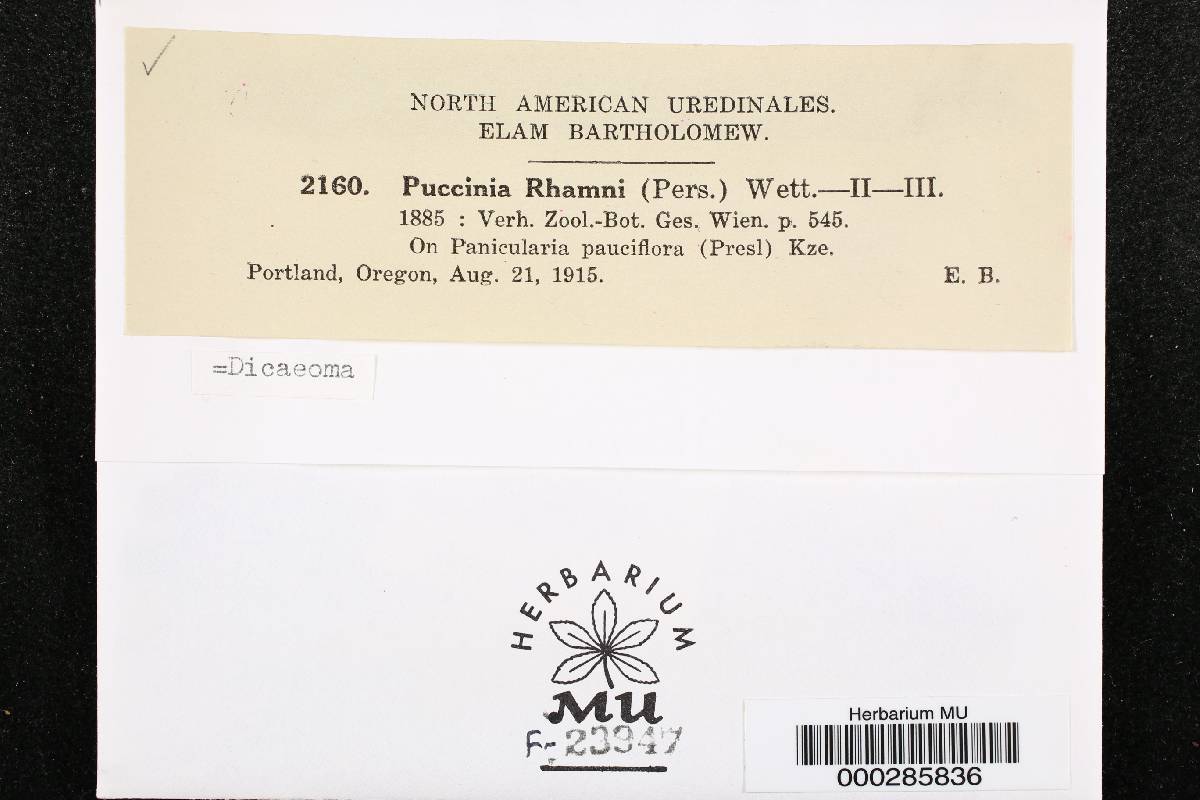 NORTH AMERICAN UREDINALES.
ELAM BARTHOLOMEW.
2160. Puccinia Rhamni (Pers.) Wett.—II—III.
1885 : Verh. Zool.-Bot. Ges. Wien. p. 545.
On Panicularia pauciflora (Presl) Kze.
Portland, Oregon, Aug. 21, 1915. E. B.
=Dicaeoma
HERBARIUM
MU
F- 23947
Herbarium MU
000285836